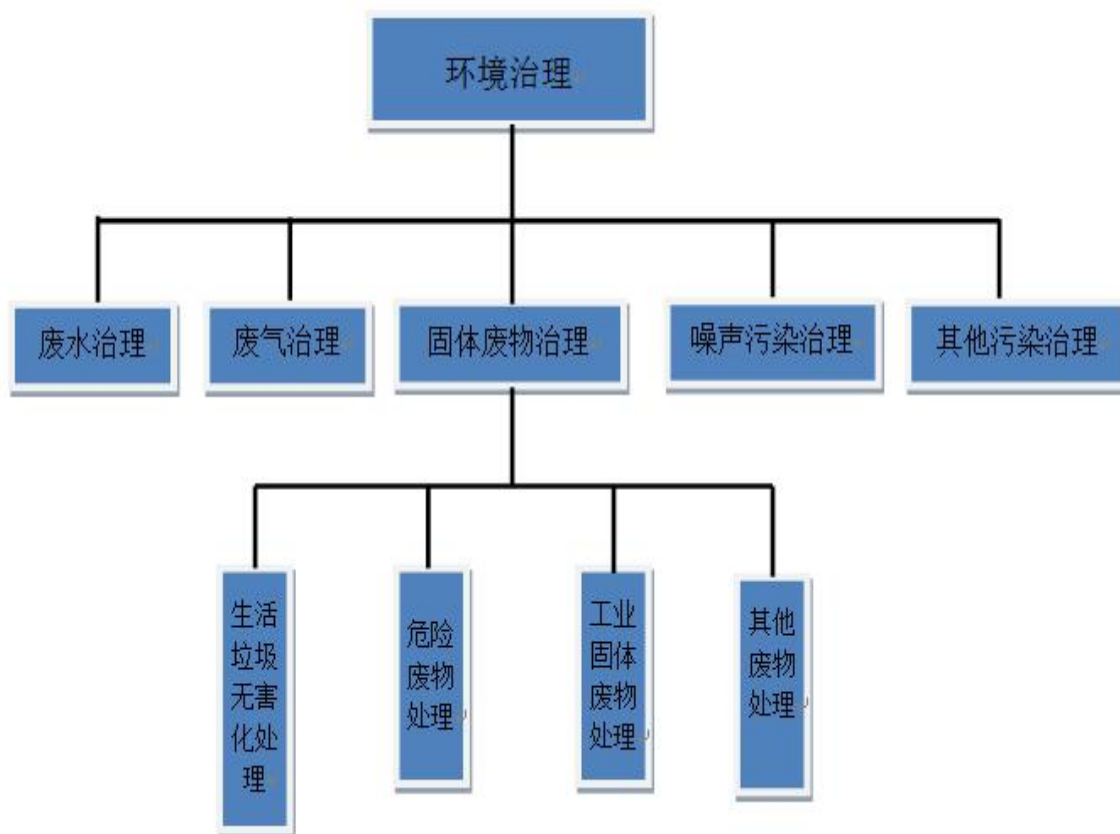 环境治理
废水治理
废气治理
固体废物治理
噪声污染治理
其他污染治理
生活
垃圾
无害
化处
理
危险
废物
处理
工业
固体
废物
处理
其他
废物
处理